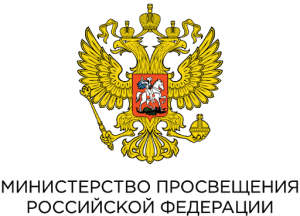 МИНИСТЕРСТВО ПРОСВЕЩЕНИЯ
РОССИЙСКОЙ ФЕДЕРАЦИИ